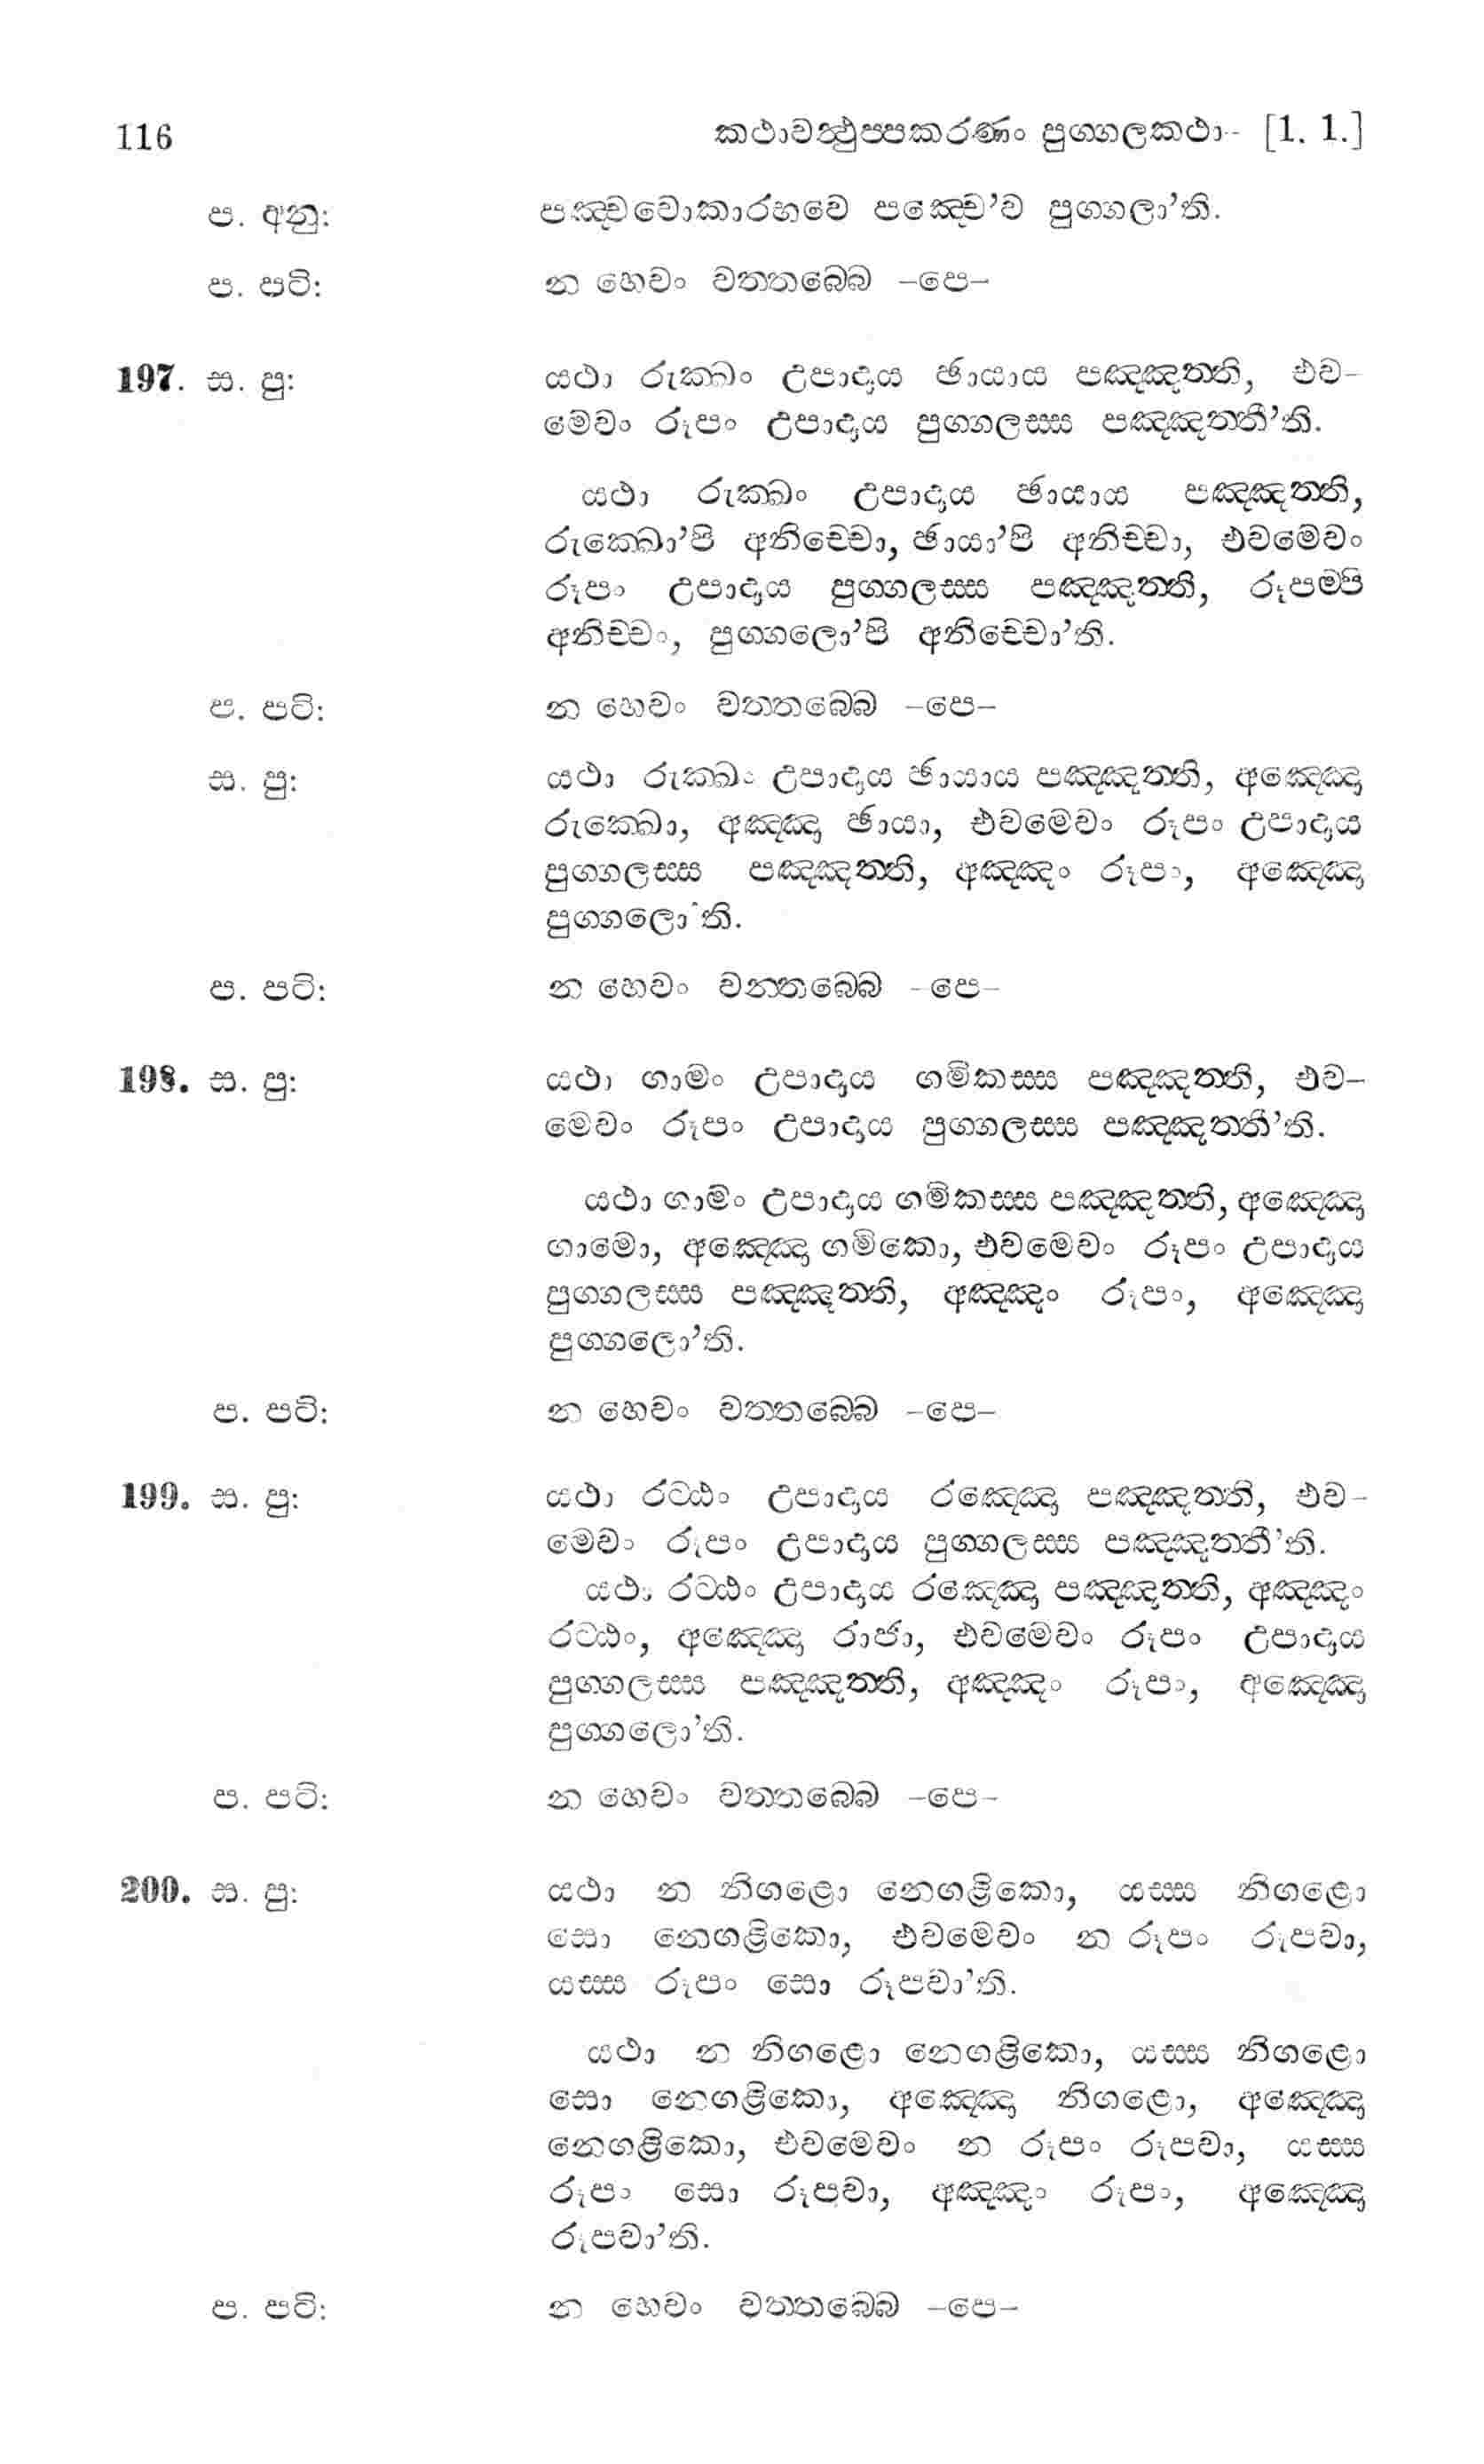 116 කථාවත්ථුප්පකරණං පුග්ගලකථා- [1. 1.]
ප. අනු: පඤ්චවොකාරභවෙ පඤ්චෙ’ව පුග්ගලා’ති.
ප. පටි: න හෙවං වත්තබ්බෙ –පෙ–
197. ස. පු: යථා රුක්ඛං උපාදාය ඡායාය පඤ්ඤත්ති, එව-
මෙවං රූපං උපාදාය පුග්ගලස්ස පඤ්ඤත්තී’ති.
යථා රුක්ඛං උපාදාය ඡායාය පඤ්ඤත්ති,
රුක්ඛො’පි අනිච්චො, ඡායා’පි අනිච්චා, එවමෙවං
රූපං උපාදාය පුග්ගලස්ස පඤ්ඤත්ති, රූපම්පි
අනිච්චං, පුග්ගලො’පි අනිච්චො’ති.
ප. පටි: න හෙවං වත්තබ්බෙ –පෙ–
ස. පු: යථා රුක්ඛං උපාදාය ඡායාය පඤ්ඤත්ති, අඤ්ඤො
රුක්ඛො, අඤ්ඤා ඡායා, එවමෙවං රූපං උපාදාය
පුග්ගලස්ස පඤ්ඤත්ති, අඤ්ඤං රූපං, අඤ්ඤො
පුග්ගලො’ති.
ප. පටි: න හෙවං වත්තබ්බෙ –පෙ–
198. ස. පු: යථා ගාමං උපාදාය ගමිකස්ස පඤ්ඤත්ති, එව–
මෙවං රූපං උපාදාය පුග්ගලස්ස පඤ්ඤත්තී’ති.
යථා ගාමං උපාදාය ගමිකස්ස පඤ්ඤත්ති, අඤ්ඤො
ගාමො, අඤ්ඤො ගමිකො, එවමෙවං රූපං උපාදාය
පුග්ගලස්ස පඤ්ඤත්ති, අඤ්ඤං රූපං, අඤ්ඤො
පුග්ගලො’ති.
ප. පටි: න හෙවං වත්තබ්බෙ –පෙ–
199. ස. පු: යථා රට්ඨං උපාදාය රඤ්ඤො පඤ්ඤත්ති, එව-
මෙවං රූපං උපාදාය පුග්ගලස්ස පඤ්ඤත්තී’ති.
යථා රට්ඨං උපාදාය රඤ්ඤො පඤ්ඤත්ති, අඤ්ඤං
රට්ඨං, අඤ්ඤො රාජා, එවමෙවං රූපං උපාදාය
පුග්ගලස්ස පඤ්ඤත්ති, අඤ්ඤං රූපං, අඤ්ඤො
පුග්ගලො’ති.
ප. පටි: න හෙවං වත්තබ්බෙ –පෙ–
200. ස. පු: යථා න නිගළො නෙගළිකො, යස්ස නිගළො
සො නෙගළිකො, එවමෙවං න රූපං රූපවා,
යස්ස රූපං සො රූපවා’ති.
යථා න නිගළො නෙගළිකො, යස්ස නිගළො
සො නෙගළිකො, අඤ්ඤො නිගළො, අඤ්ඤො
නෙගළිකො, එවමෙවං න රූපං රූපවා, යස්ස
රූපං සො රූපවා, අඤ්ඤං රූපං, අඤ්ඤො
රූපවා’ති.
ප. පටි: න හෙවං වත්තබ්බෙ –පෙ–